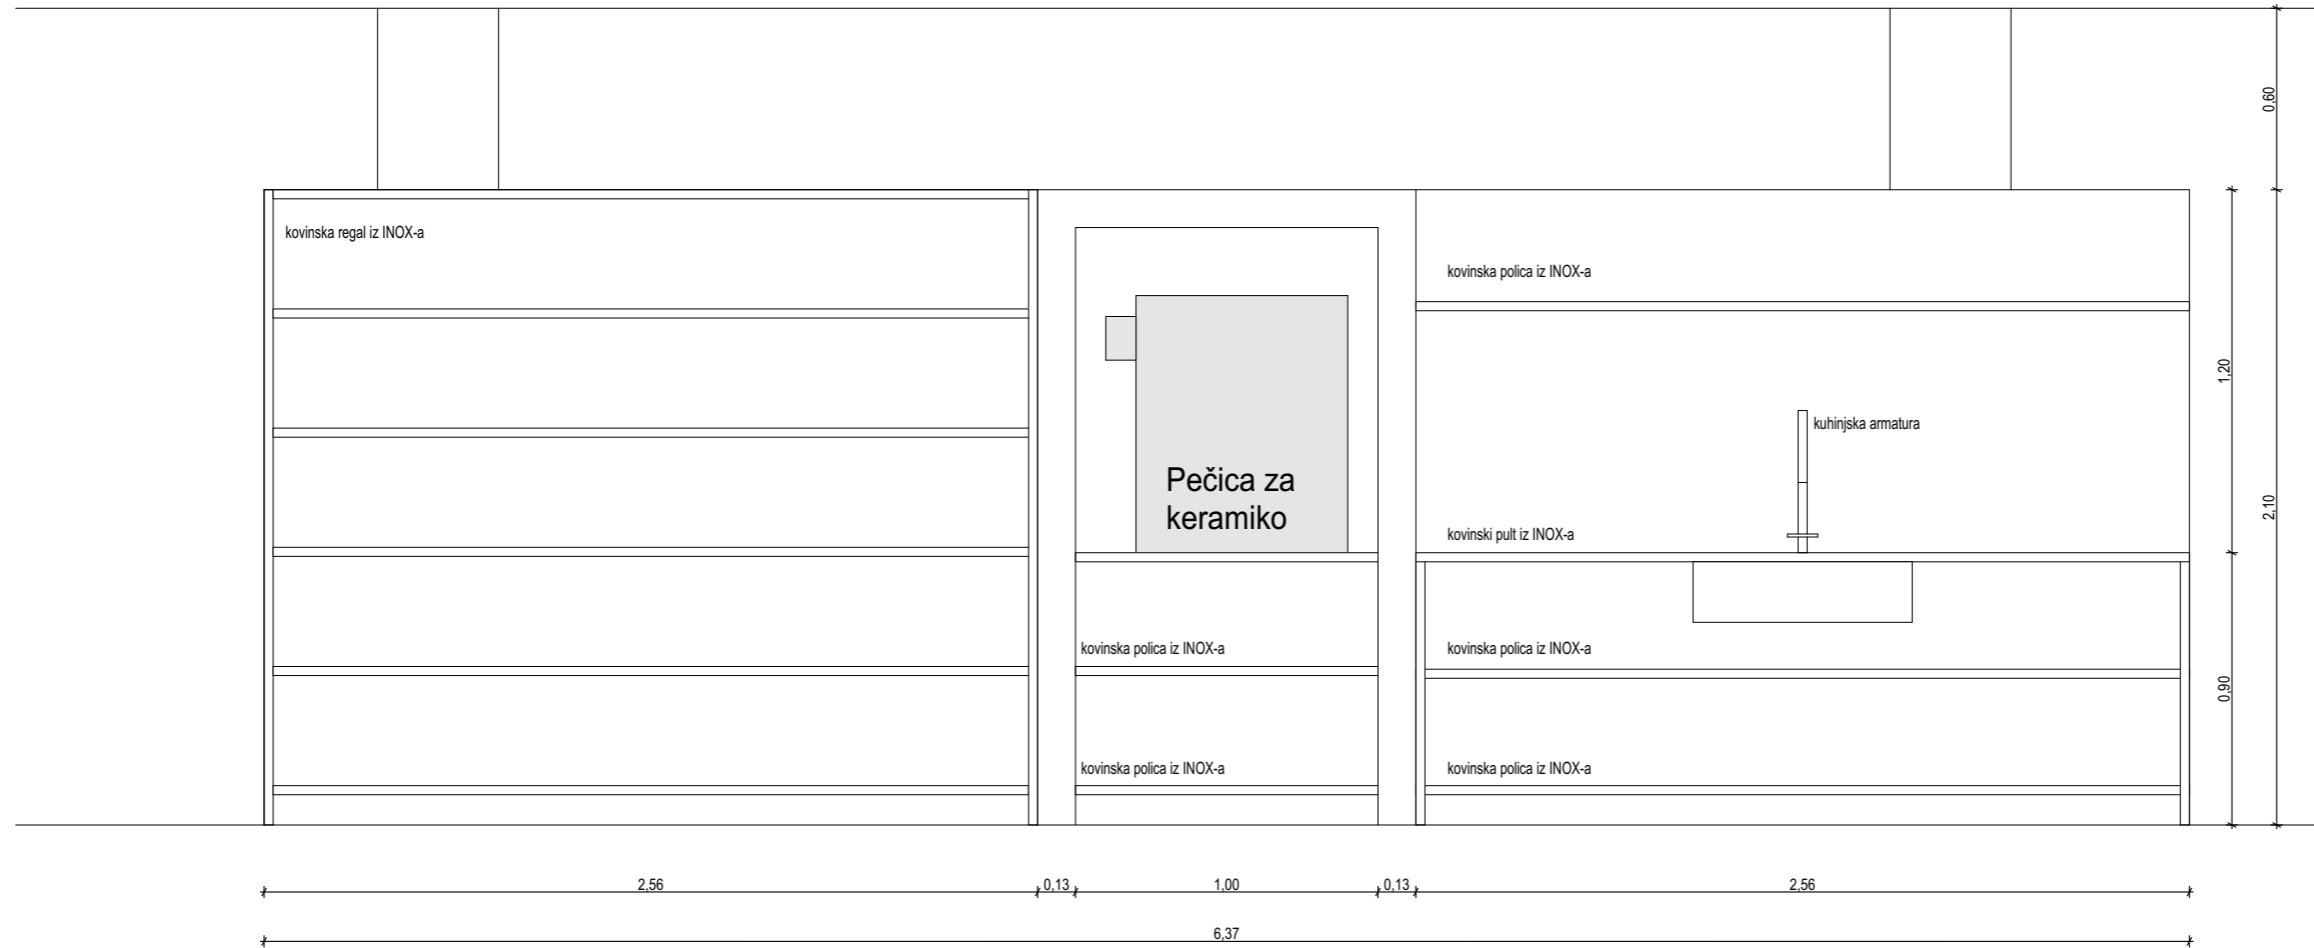 0,60
kovinska regal iz INOX-a
kovinska polica iz INOX-a
1,20
kuhinjska armatura
Pečica za
keramiko
2,10
kovinski pult iz INOX-a
kovinska polica iz INOX-a
kovinska polica iz INOX-a
0,90
kovinska polica iz INOX-a
kovinska polica iz INOX-a
2,56
0,13
1,00
0,13
2,56
6,37